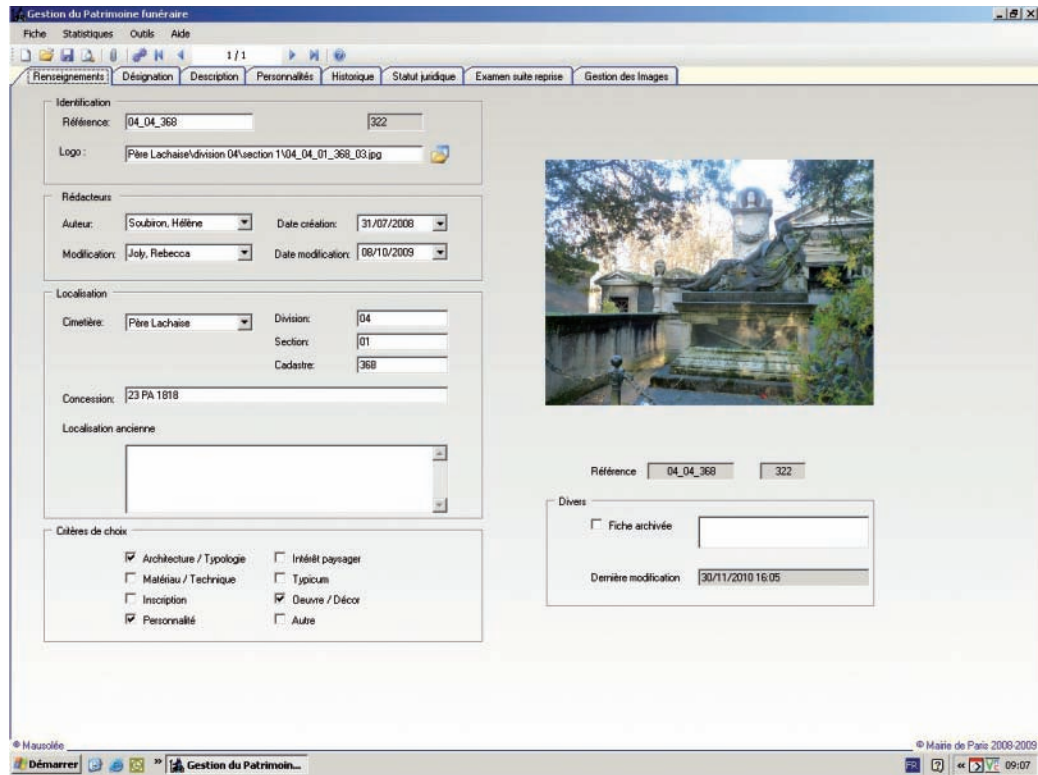 Gestion du Patrimoine funéraire
Fiche Statistiques Outils Aide
1 / 1
Renseignements Désignation Description Personnalités Historique Statut juridique Examen suite reprise Gestion des Images
Identification
Référence: 04_04_368 322
Logo : Père Lachaise\division 04\section 1\04_04_01_368_03.jpg
Rédacteurs
Auteur: Soubiron, Hélène Date création: 31/07/2008
Modification: Joly, Rebecca Date modification: 08/10/2009
Localisation
Cimetière: Père Lachaise Division: 04
Section: 01
Cadastre: 368
Concession: 23 PA 1818
Localisation ancienne
Référence 04_04_368 322
Critères de choix
Architecture / Typologie Intérêt paysager
Matériau / Technique Typicum
Inscription Oeuvre / Décor
Personnalité Autre
Divers
Fiche archivée
Dernière modification 30/11/2010 16:05
© Mausolée © Mairie de Paris 2008-2009
Démarrer » Gestion du Patrimoin... FR « 09:07